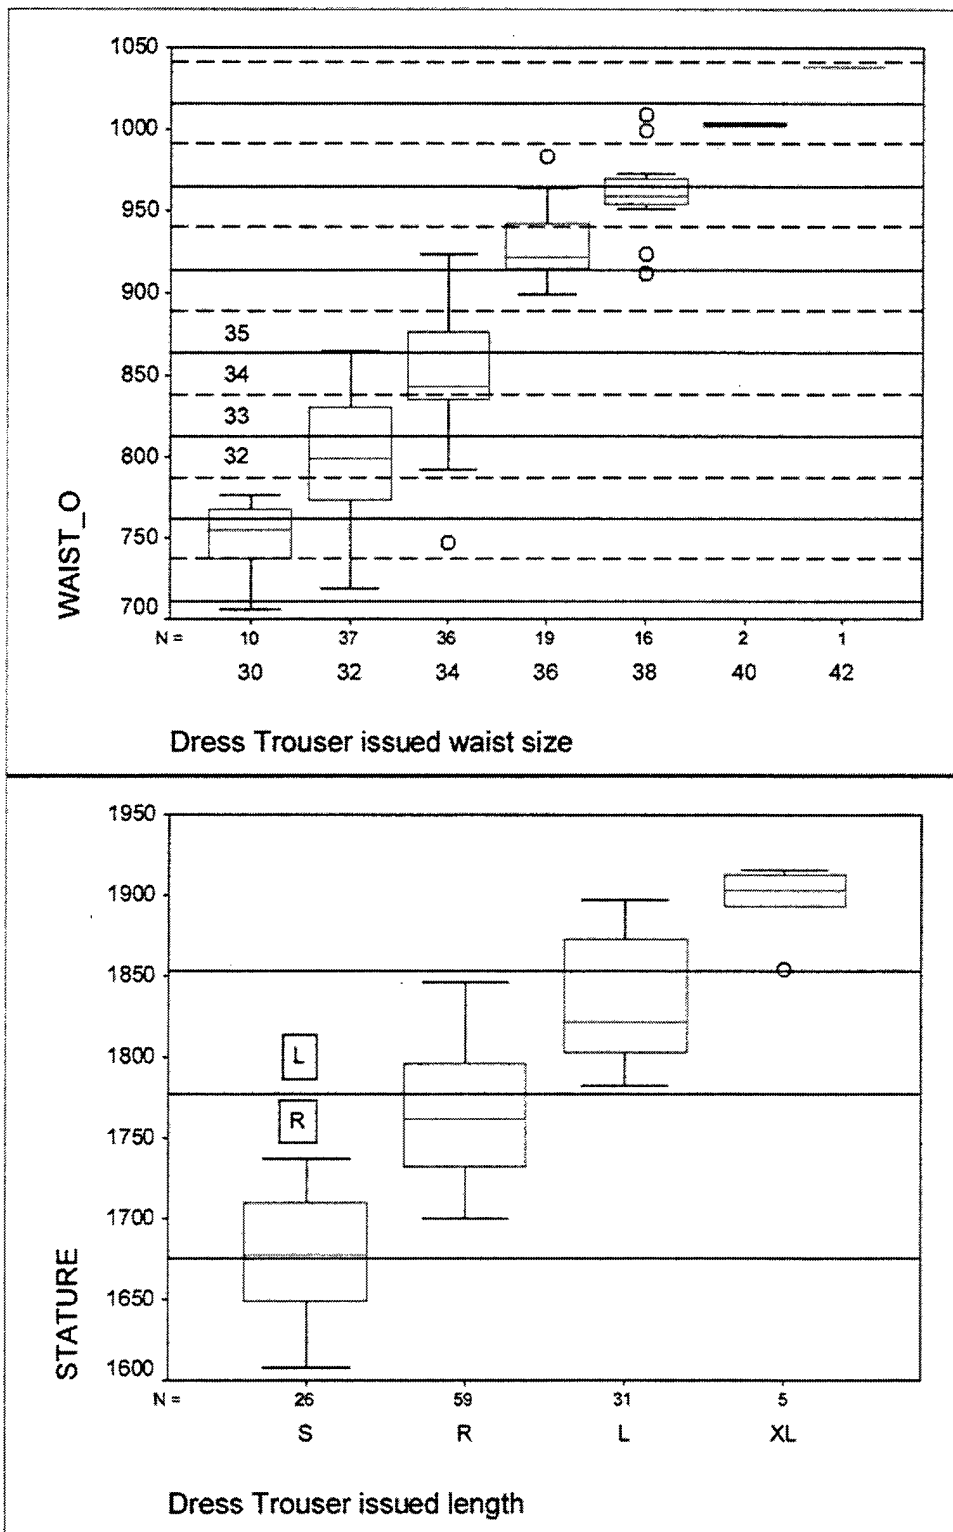 1050
1000
950
900
850
800
750
700
WAIST_O
35
34
33
32
N = 10 37 36 19 16 2 1
30 32 34 36 38 40 42
Dress Trouser issued waist size
1950
1900
1850
1800
1750
1700
1650
1600
STATURE
L
R
N = 26 59 31 5
S R L XL
Dress Trouser issued length